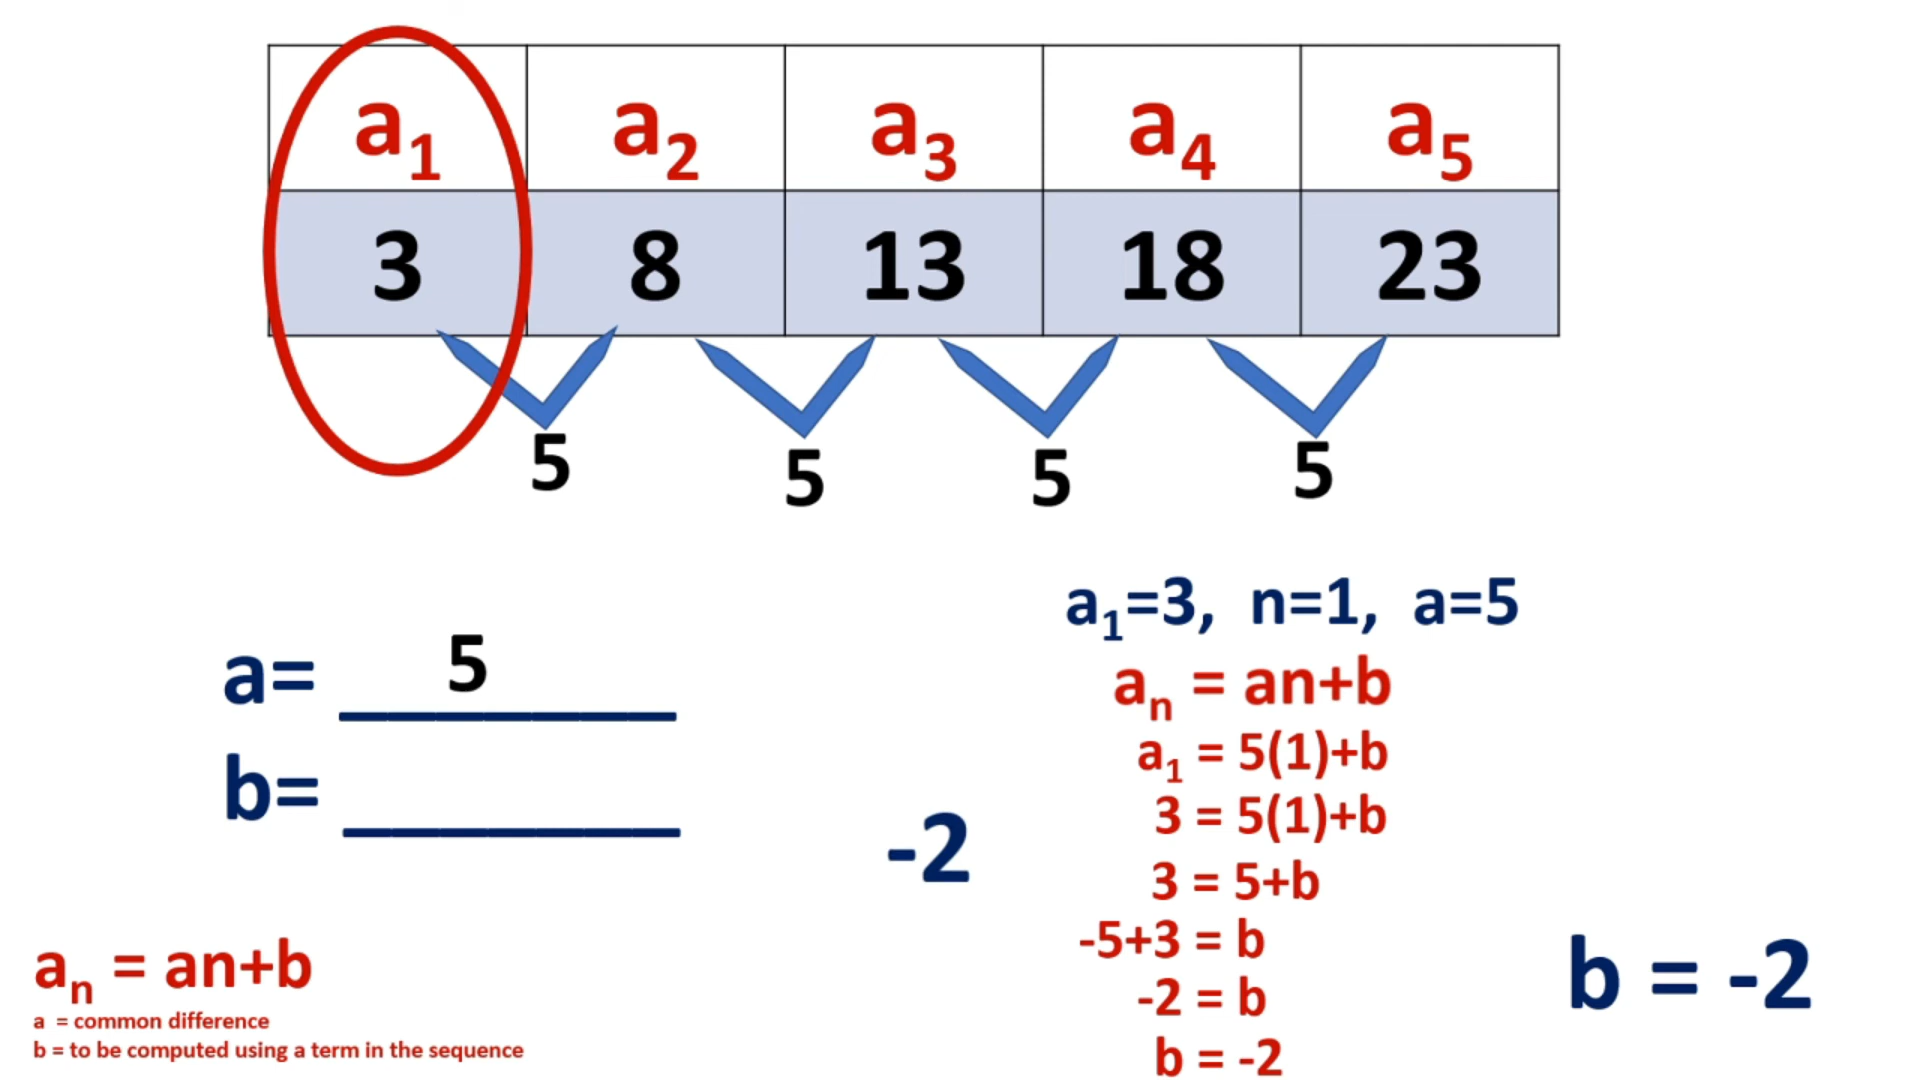 a₁ a₂ a₃ a₄ a₅
3 8 13 18 23
5 5 5 5
a= 5
b= 
-2
aₙ = an+b
a = common difference
b = to be computed using a term in the sequence
a₁=3, n=1, a=5
aₙ = an+b
a₁ = 5(1)+b
3 = 5(1)+b
3 = 5+b
-5+3 = b
-2 = b
b = -2
b = -2